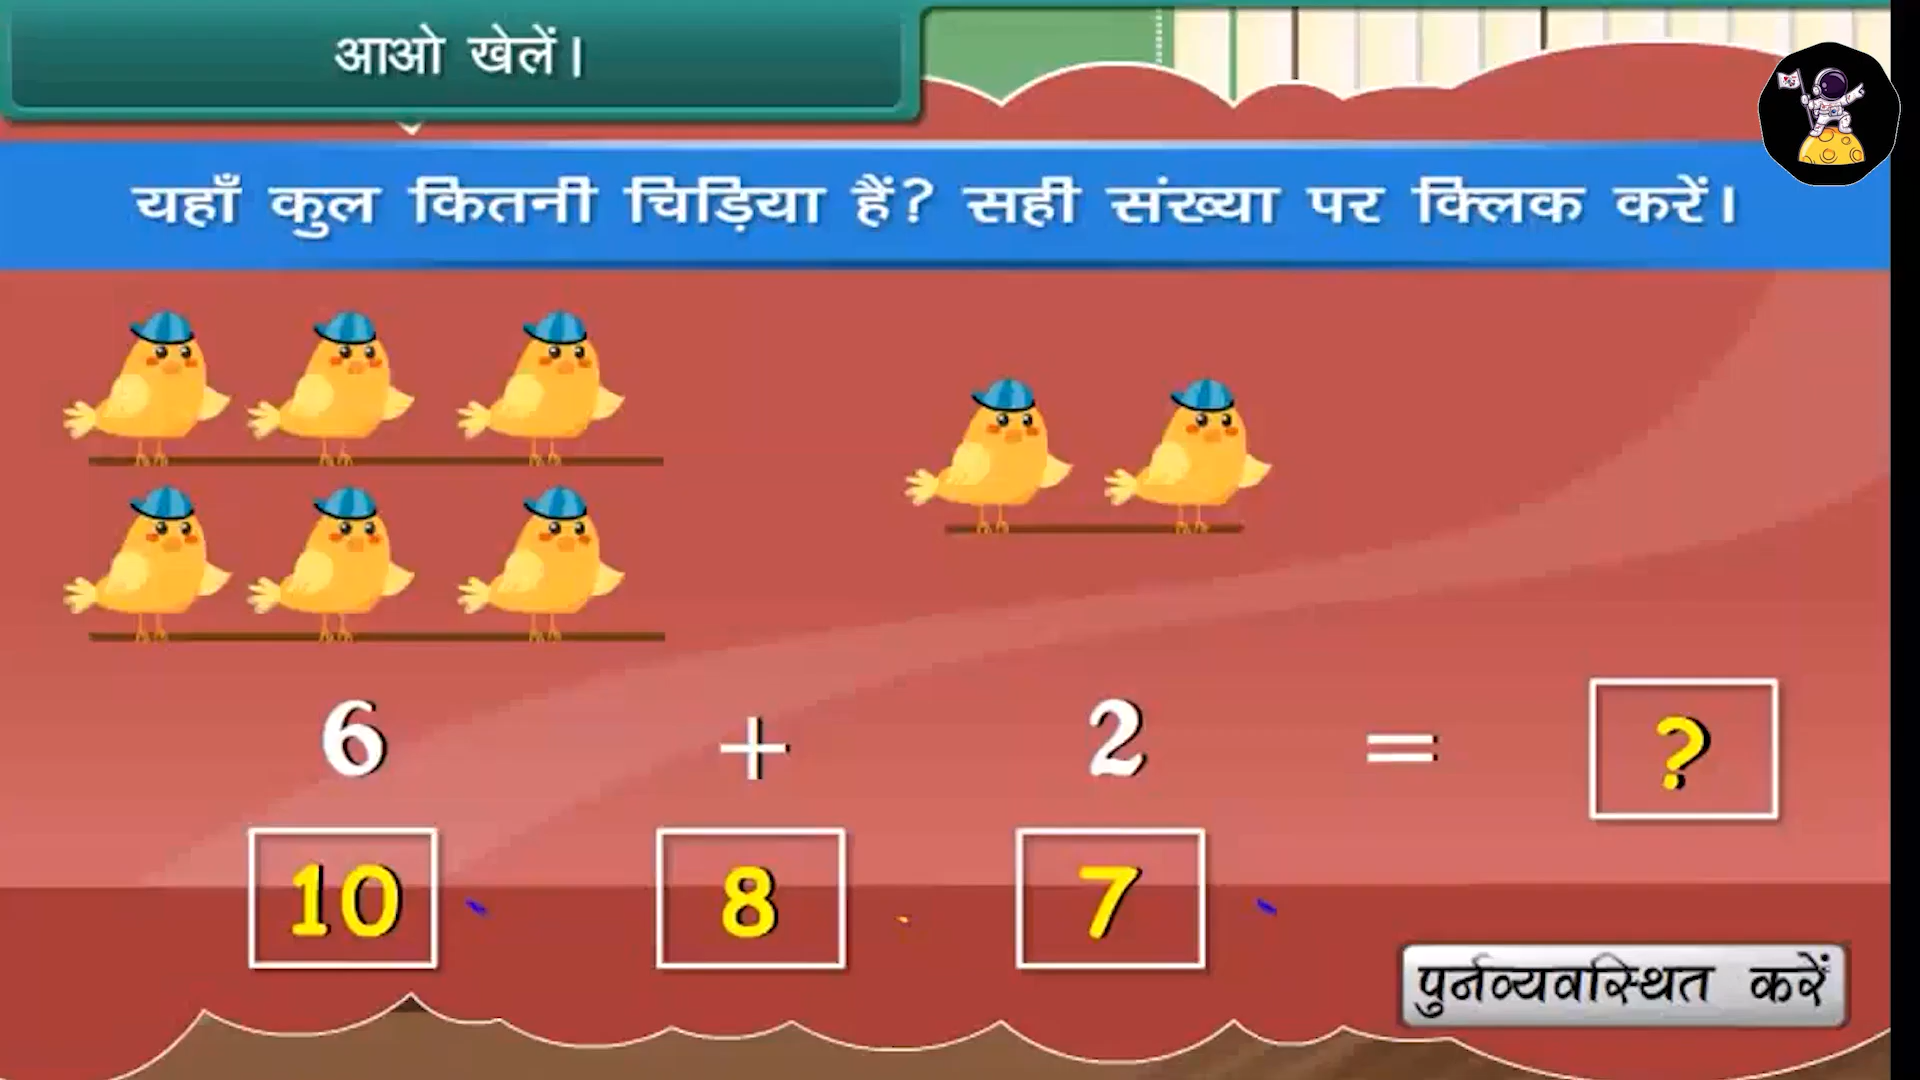 आओ खेलें।
यहाँ कुल कितनी चिड़िया हैं? सही संख्या पर क्लिक करें।
6 + 2 = ?
10 8 7
पुर्नव्यवस्थित करें